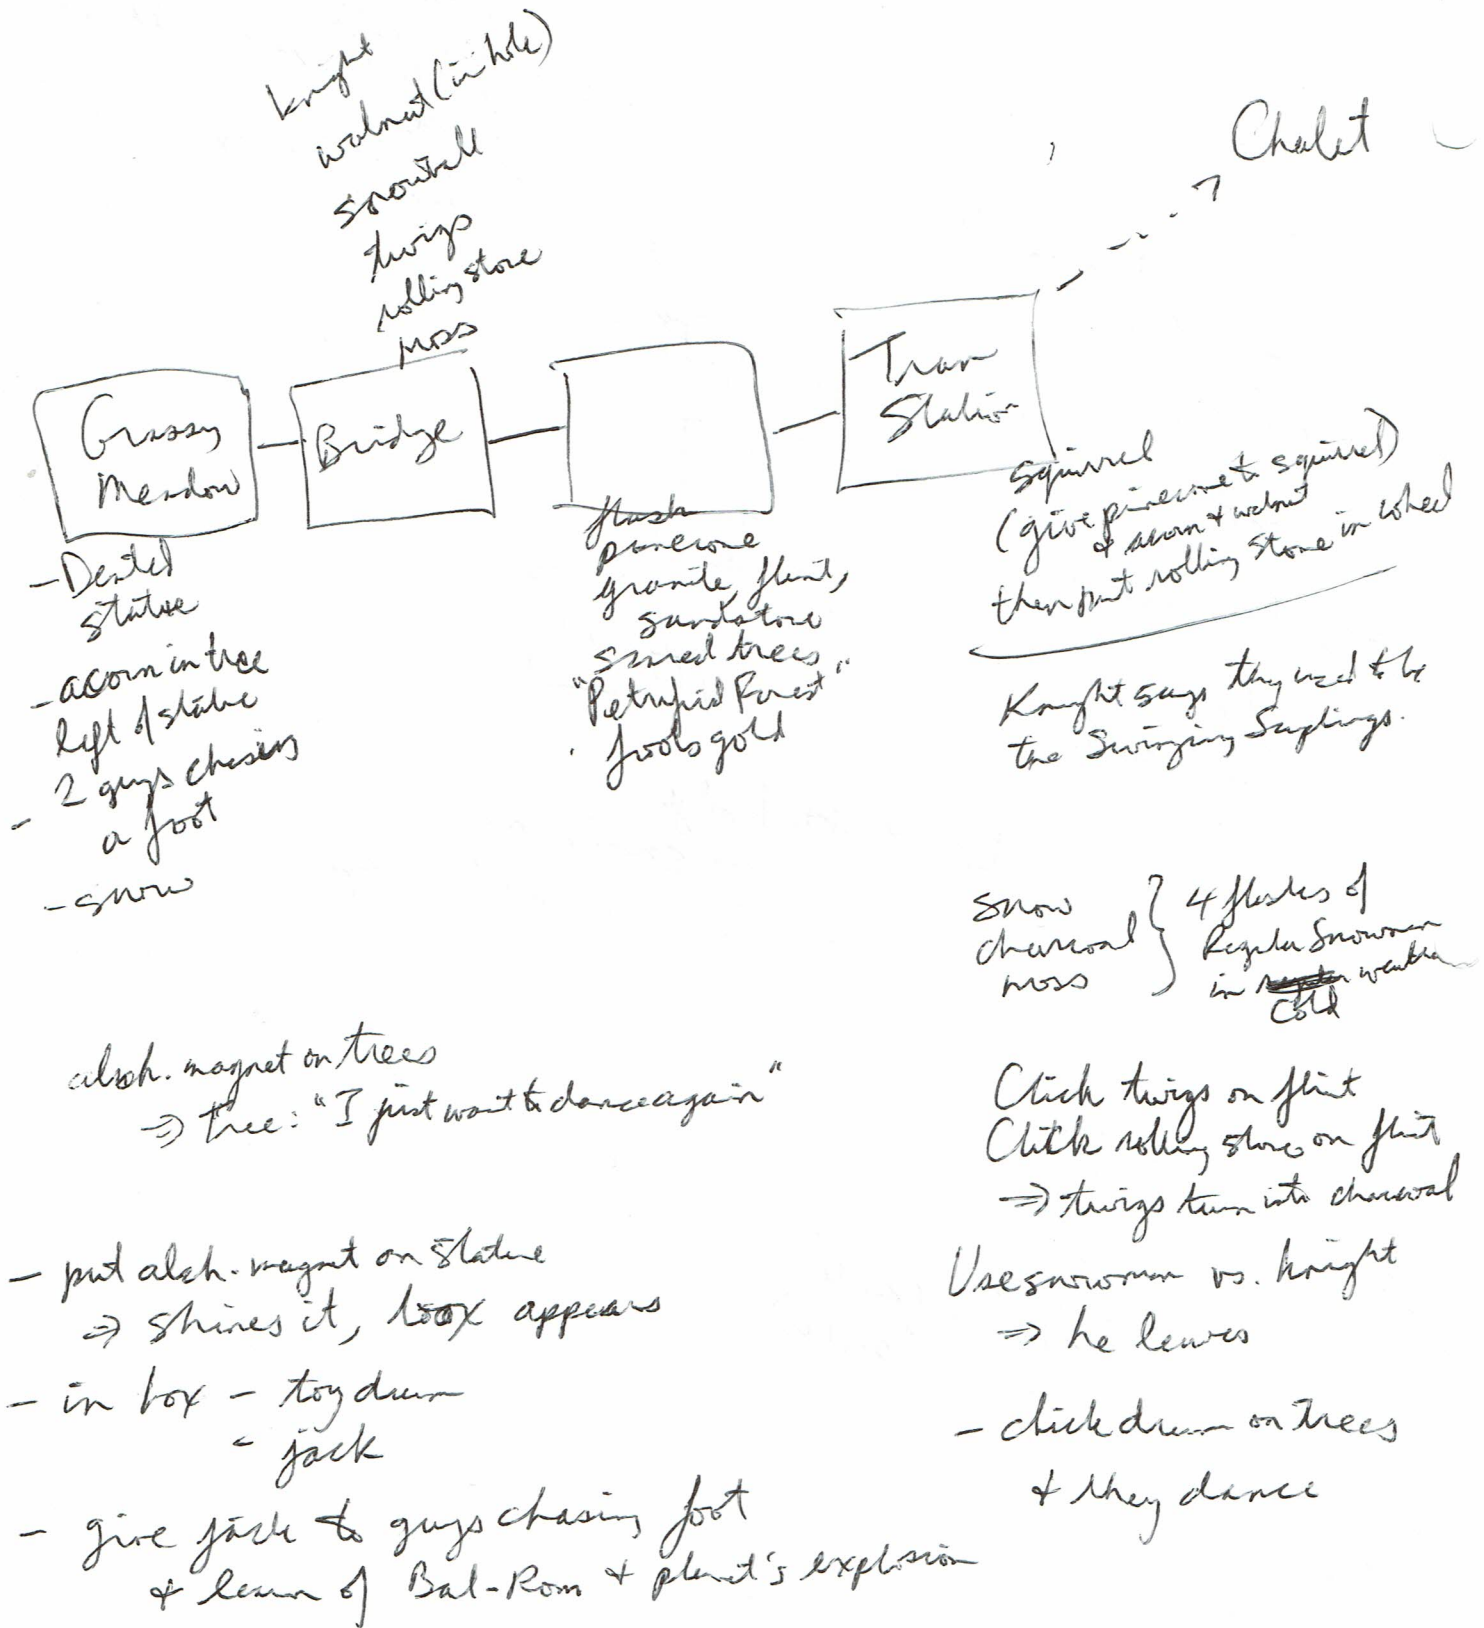 knight
walnut (in hole)
snowball
twigs
rolling stone
moss
Chalet
Grassy
Meadow
Bridge
Tram
Station
- Dented
statue
- acorn in tree
left of statue
- 2 guys chasing
a foot
- snow
flask
pinecone
granite, flint,
sandstone
scared trees
"Petrified Forest"
fools gold
squirrel
(give pinecone to squirrel)
& acorn & walnut
then put rolling stone in wheel
Knight says they used to be
the Swinging Saplings.
snow
charcoal
moss
4 flasks of
Regular Snowman
in cold weather
alch. magnet on trees
⇒ tree: "I just want to dance again"
Click twigs on flint
Click rolling stone on flint
⇒ twigs turn into charcoal
Use snowman vs. knight
⇒ he leaves
- click drum on trees
& they dance
- put alch. magnet on statue
⇒ shines it, box appears
- in box - toy drum
- jack
- give jack to guys chasing foot
& learn of Bal-Rom & planet's explosion